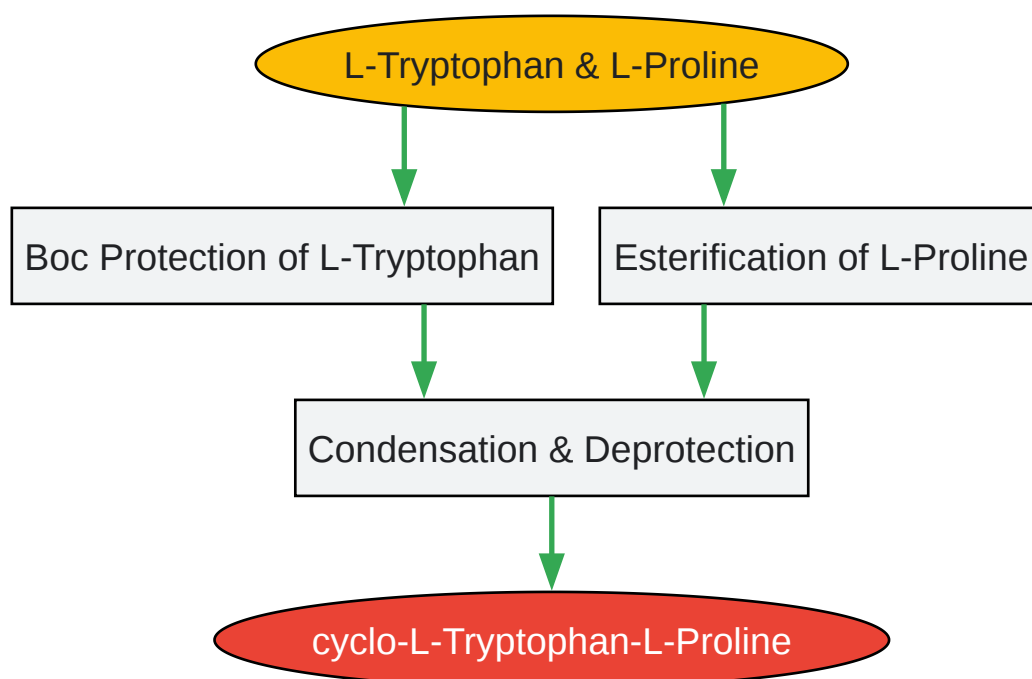 L-Tryptophan & L-Proline
Boc Protection of L-Tryptophan
Esterification of L-Proline
Condensation & Deprotection
cyclo-L-Tryptophan-L-Proline